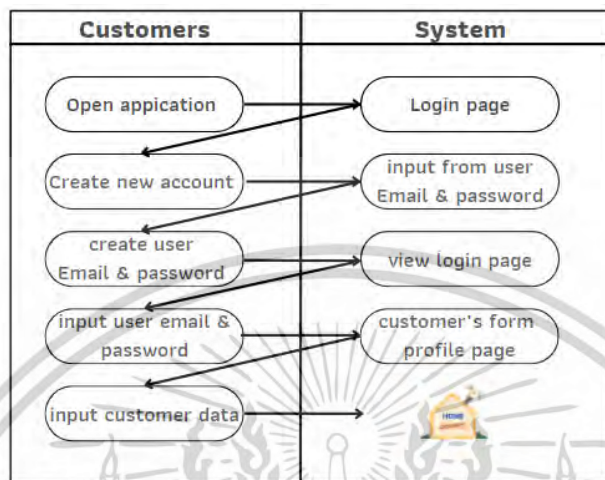 Customers
System
Open appication
Login page
Create new account
input from user
Email & password
create user
Email & password
view login page
input user email &
password
customer's form
profile page
input customer data
HOME